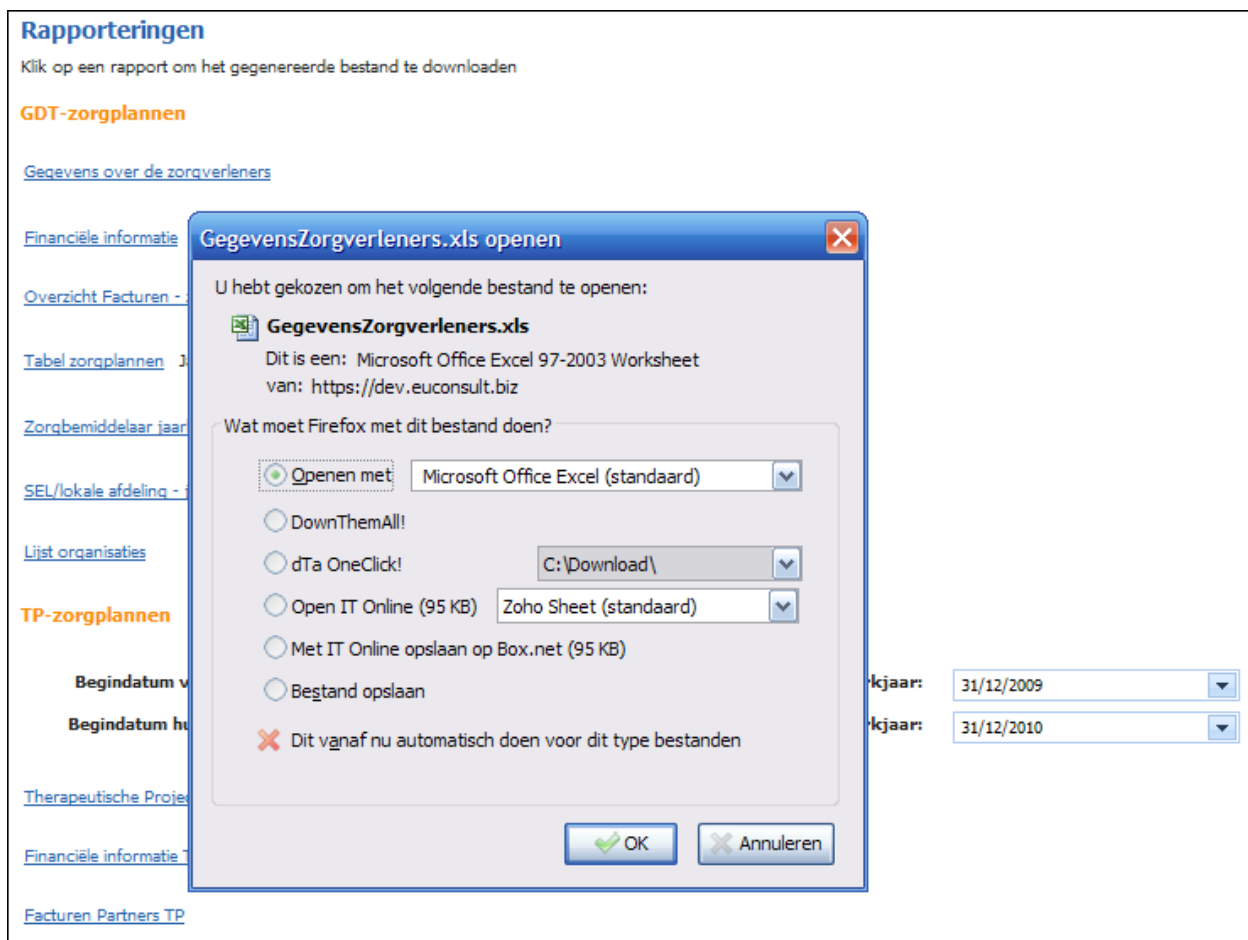 Rapporteringen
Klik op een rapport om het gegenereerde bestand te downloaden
GDT-zorgplannen
Gegevens over de zorgverleners
Financiële informatie
Overzicht Facturen -
Tabel zorgplannen
Zorgbemiddelaar
SEL/lokale afdeling -
Lijst organisaties
TP-zorgplannen
Begindatum
31/12/2009
Begindatum
31/12/2010
Therapeutische
Financiële informatie
Facturen Partners TP
GegevensZorgverleners.xls openen
U hebt gekozen om het volgende bestand te openen:
GegevensZorgverleners.xls
Dit is een: Microsoft Office Excel 97-2003 Worksheet
van: https://dev.euconsult.biz
Wat moet Firefox met dit bestand doen?
Openen met Microsoft Office Excel (standaard)
DownThemAll!
dTa OneClick! C:\Download\
Open IT Online (95 KB) Zoho Sheet (standaard)
Met IT Online opslaan op Box.net (95 KB)
Bestand opslaan
Dit vanaf nu automatisch doen voor dit type bestanden
OK Annuleren